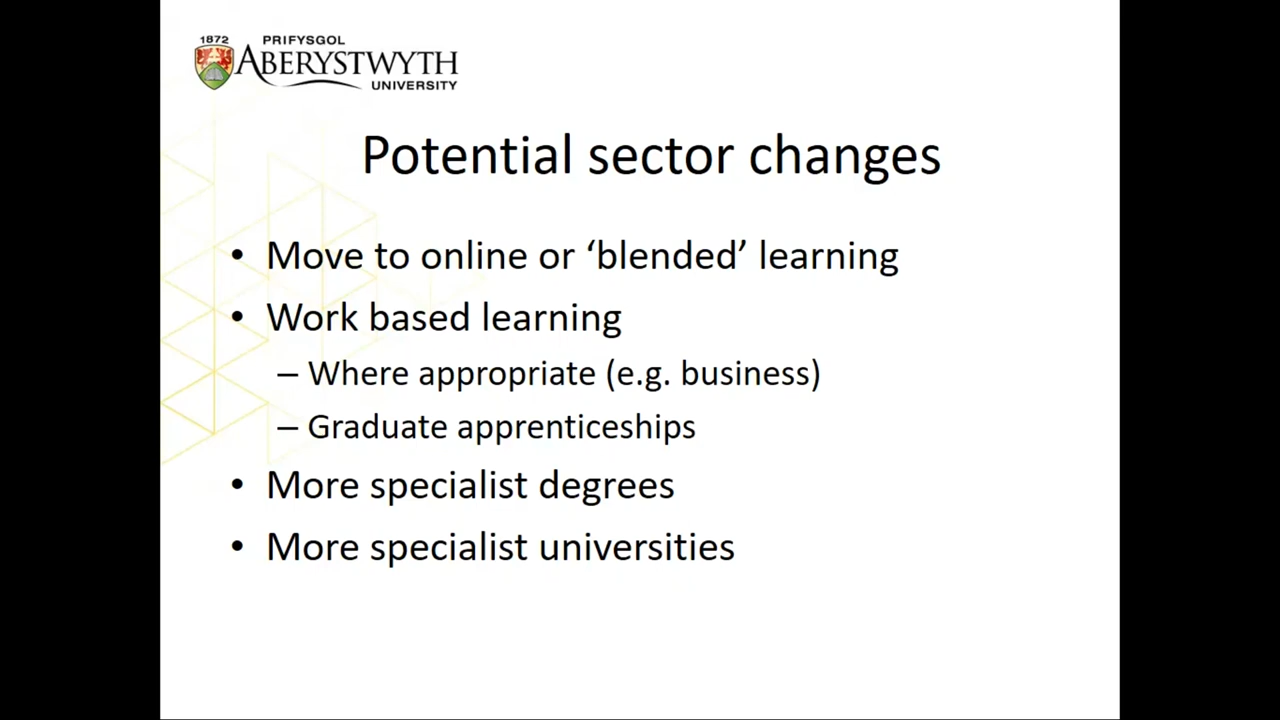 1872
PRIFYSGOL
ABERYSTWYTH
UNIVERSITY
Potential sector changes
• Move to online or ‘blended’ learning
• Work based learning
– Where appropriate (e.g. business)
– Graduate apprenticeships
• More specialist degrees
• More specialist universities